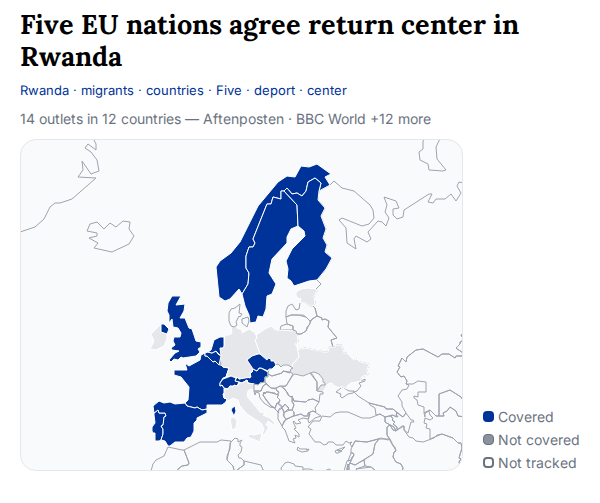 Five EU nations agree return center in
Rwanda
Rwanda · migrants · countries · Five · deport · center
14 outlets in 12 countries — Aftenposten · BBC World +12 more
Covered
Not covered
Not tracked